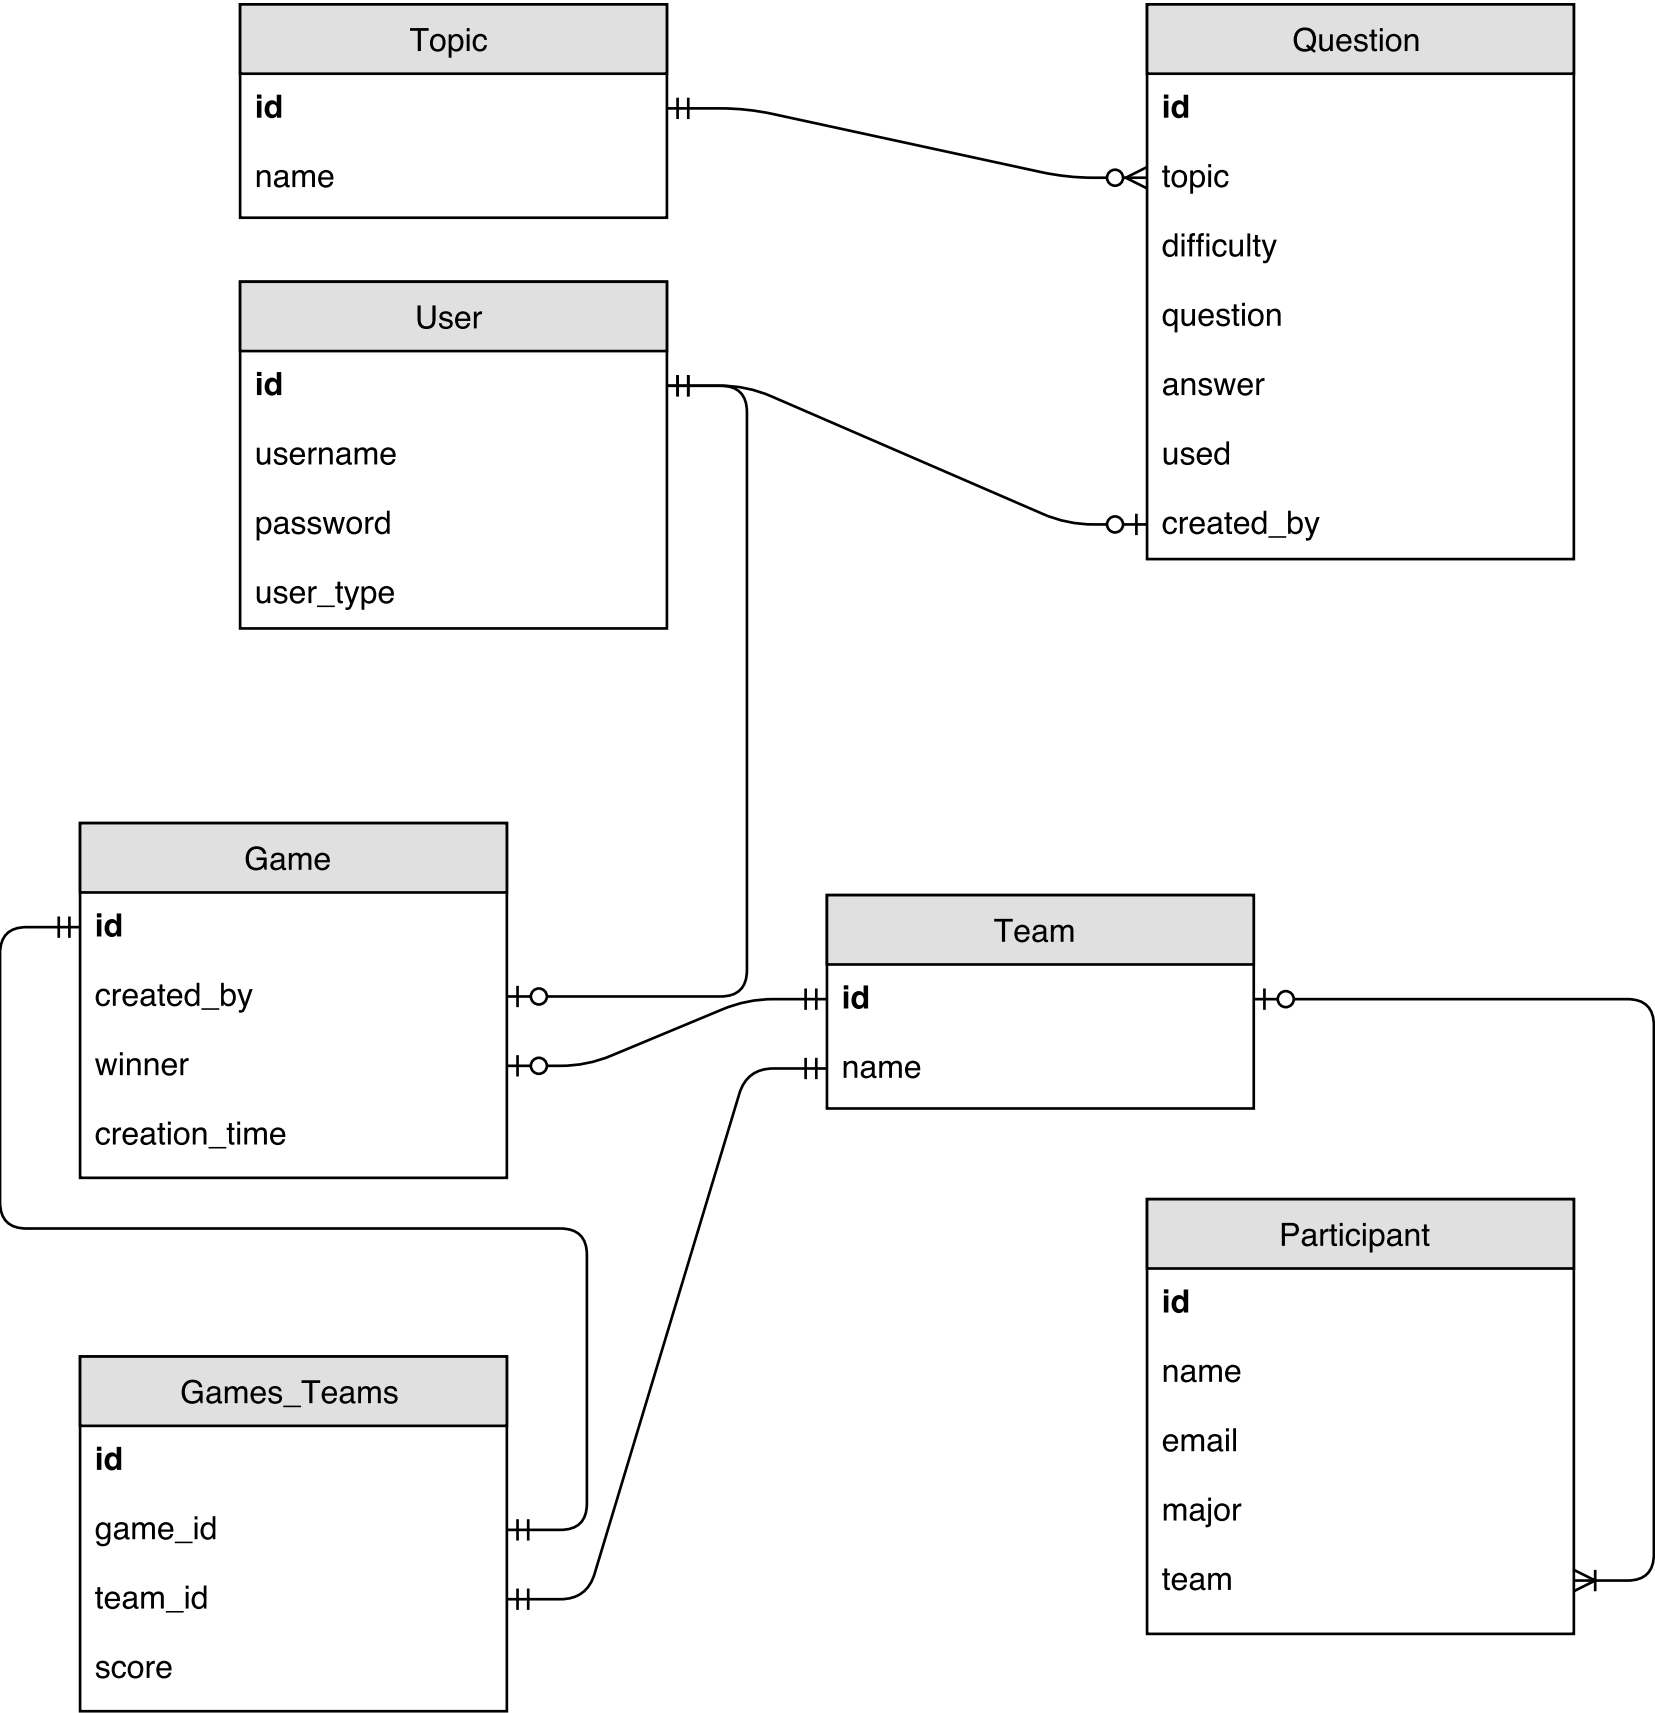 Topic
id
name
Question
id
topic
difficulty
question
answer
used
created_by
User
id
username
password
user_type
Game
id
created_by
winner
creation_time
Team
id
name
Participant
id
name
email
major
team
Games_Teams
id
game_id
team_id
score